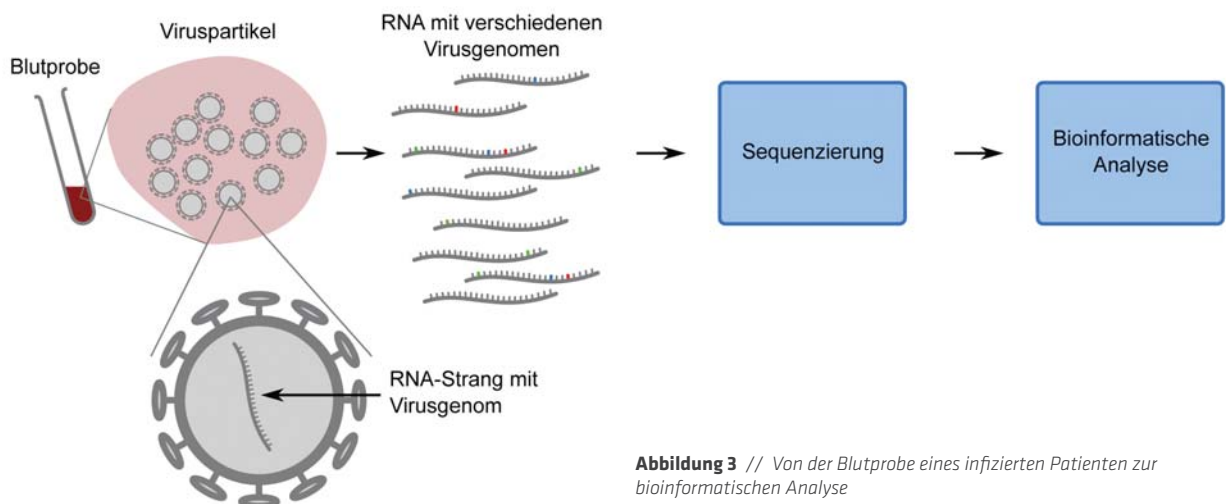 Blutprobe
Viruspartikel
RNA mit verschiedenen
Virusgenomen
Sequenzierung
Bioinformatische
Analyse
RNA-Strang mit
Virusgenom
Abbildung 3 // Von der Blutprobe eines infizierten Patienten zur
bioinformatischen Analyse